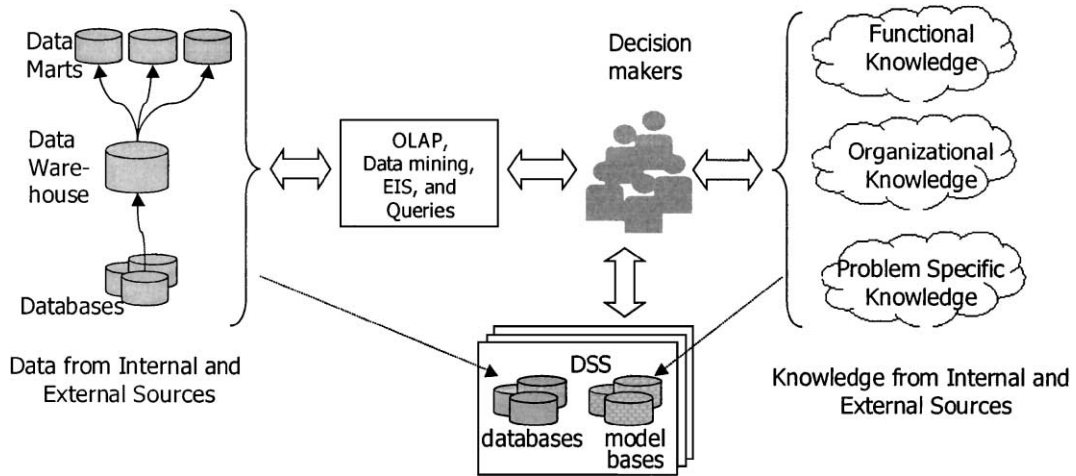 Data
Marts
Data
Ware-
house
Databases
Data from Internal and
External Sources
OLAP,
Data mining,
EIS, and
Queries
Decision
makers
DSS
databases
model
bases
Functional
Knowledge
Organizational
Knowledge
Problem Specific
Knowledge
Knowledge from Internal and
External Sources